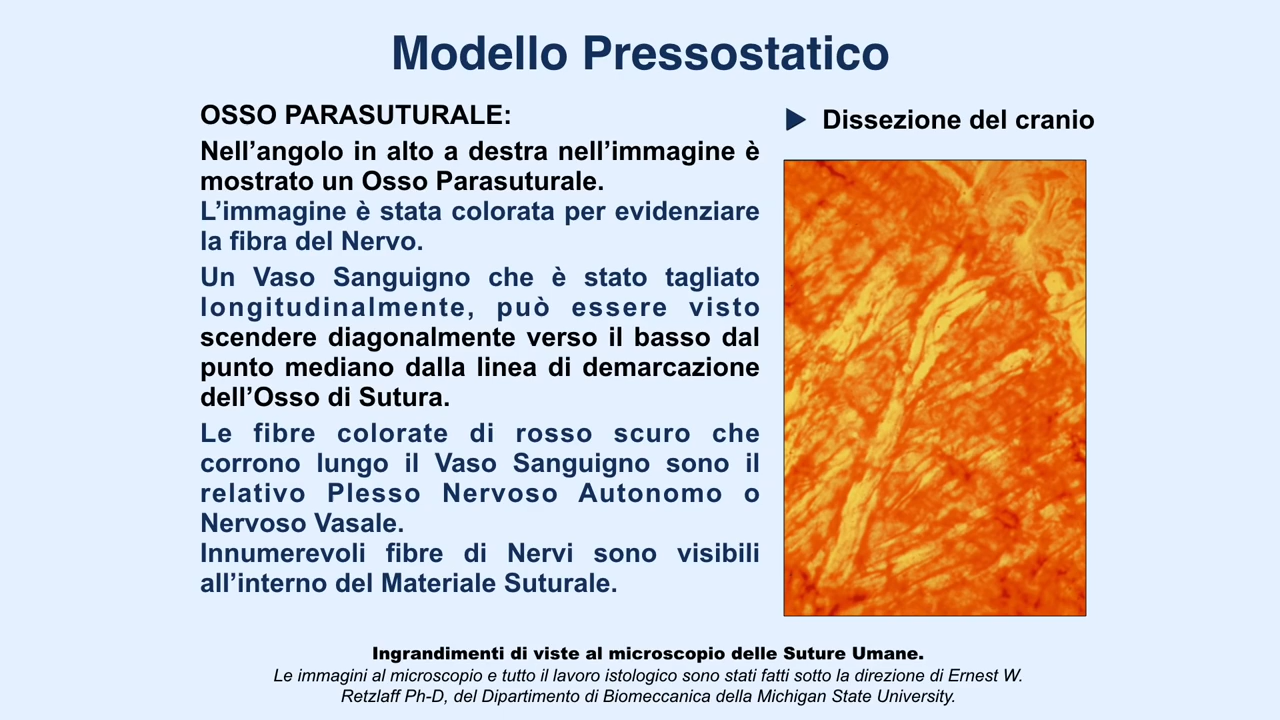 Modello Pressostatico
OSSO PARASUTURALE:
Nell’angolo in alto a destra nell’immagine è
mostrato un Osso Parasuturale.
L’immagine è stata colorata per evidenziare
la fibra del Nervo.
Un Vaso Sanguigno che è stato tagliato
longitudinalmente, può essere visto
scendere diagonalmente verso il basso dal
punto mediano dalla linea di demarcazione
dell’Osso di Sutura.
Le fibre colorate di rosso scuro che
corrono lungo il Vaso Sanguigno sono il
relativo Plesso Nervoso Autonomo o
Nervoso Vasale.
Innumerevoli fibre di Nervi sono visibili
all’interno del Materiale Suturale.
Dissezione del cranio
Ingrandimenti di viste al microscopio delle Suture Umane.
Le immagini al microscopio e tutto il lavoro istologico sono stati fatti sotto la direzione di Ernest W.
Retzlaff Ph-D, del Dipartimento di Biomeccanica della Michigan State University.